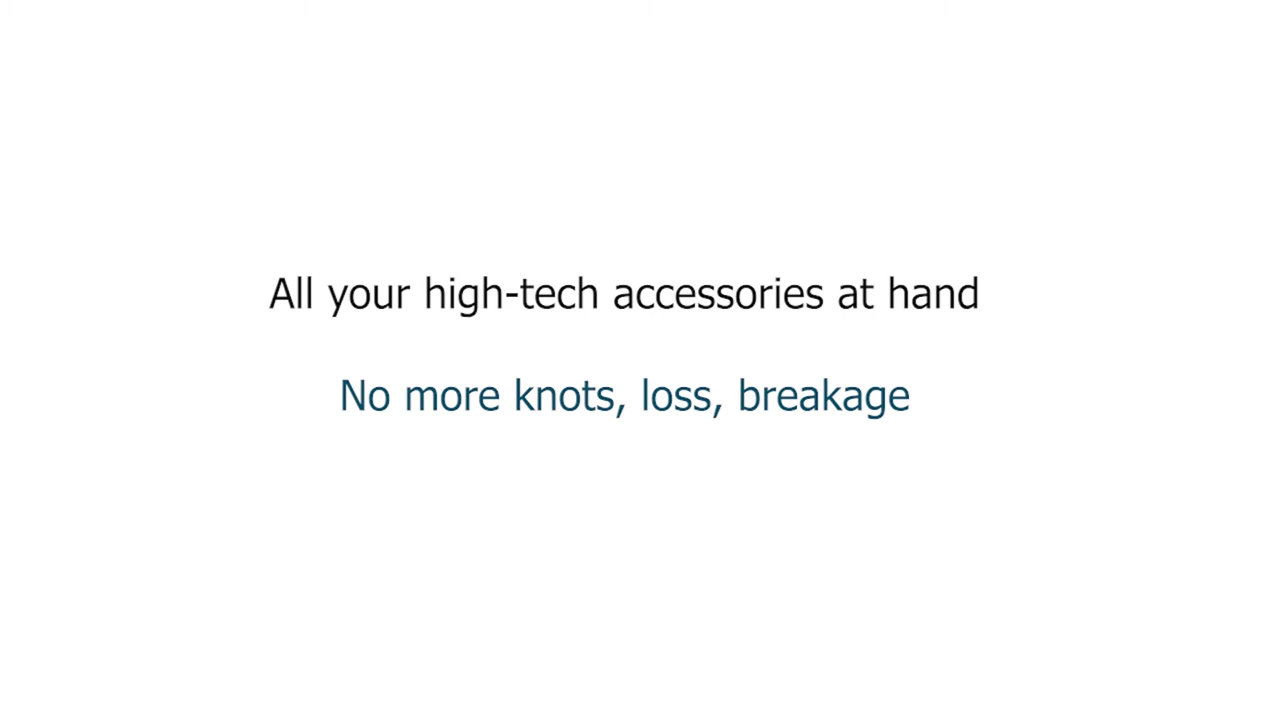 All your high-tech accessories at hand
No more knots, loss, breakage